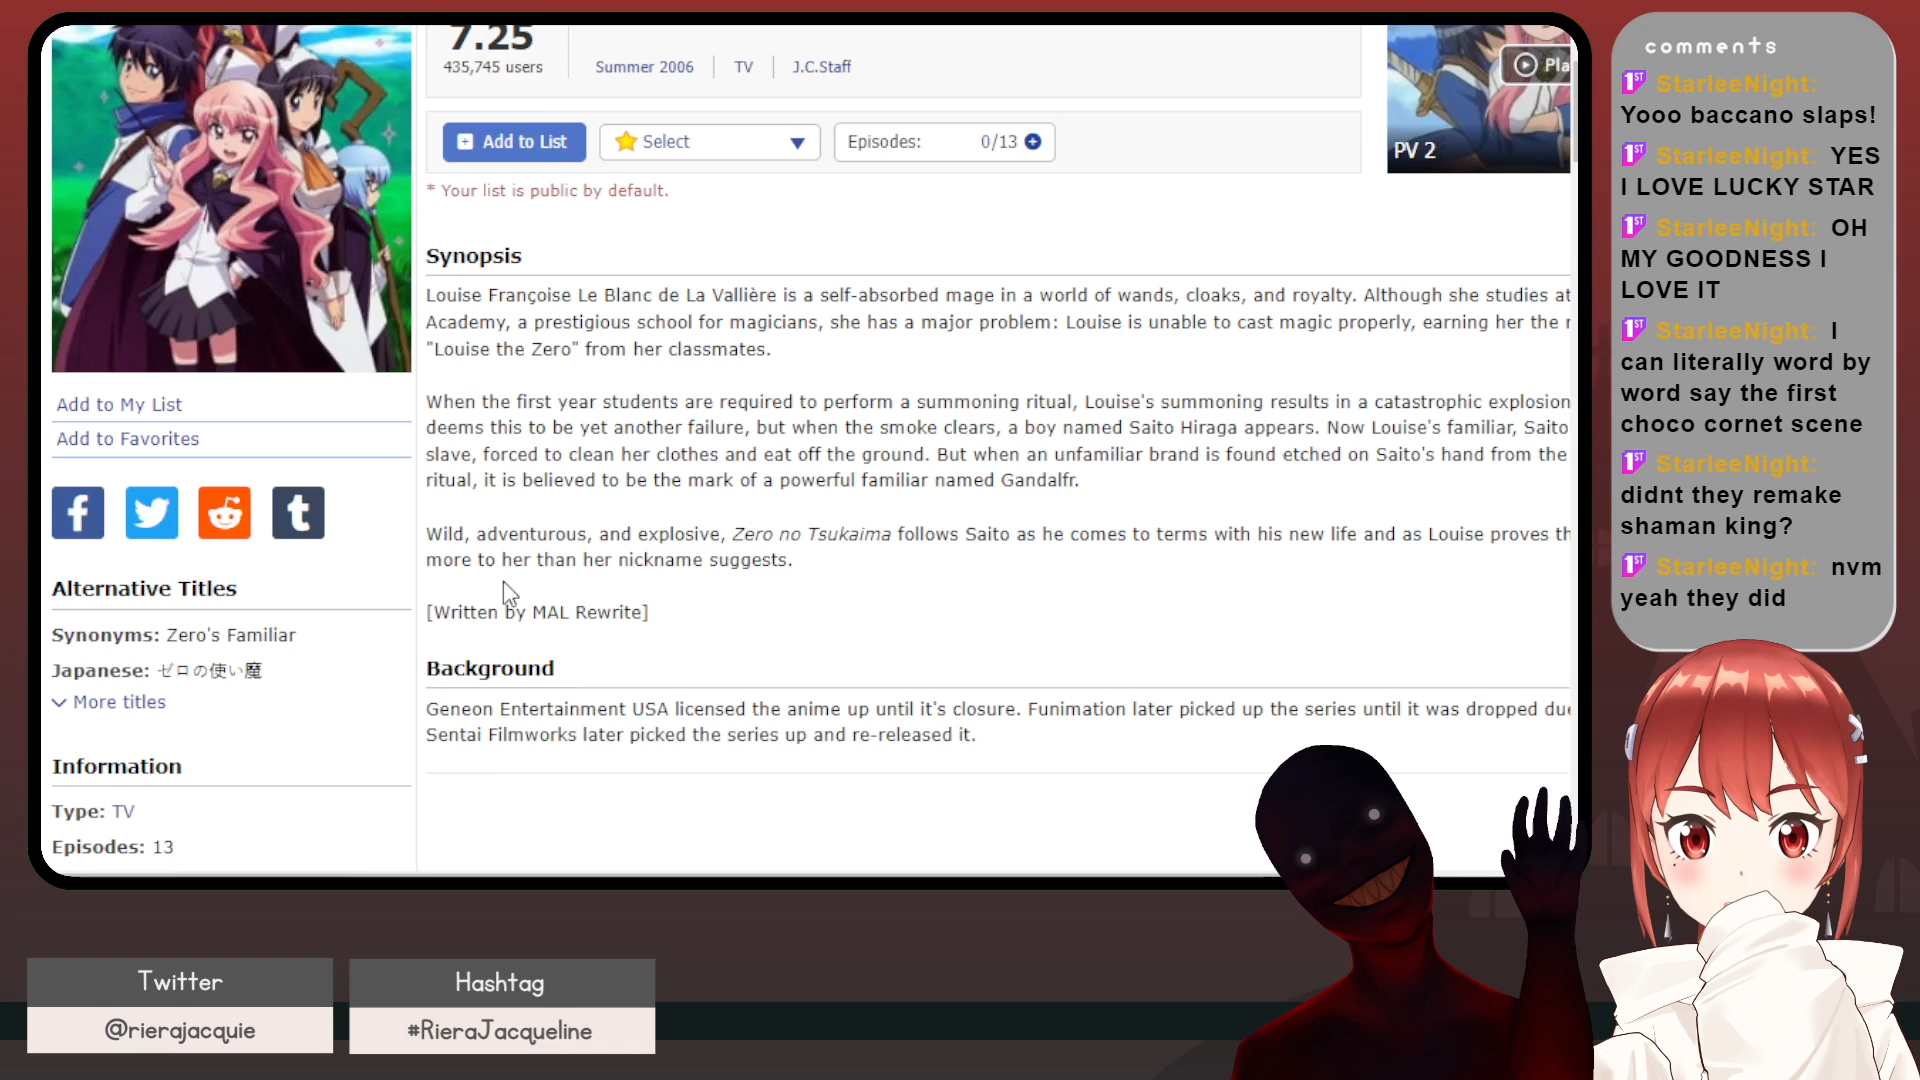 7.25
435,745 users
Summer 2006
TV
J.C.Staff
Add to List
Select
Episodes: 0/13
* Your list is public by default.
PV 2
Synopsis
Louise Françoise Le Blanc de La Vallière is a self-absorbed mage in a world of wands, cloaks, and royalty. Although she studies at
Academy, a prestigious school for magicians, she has a major problem: Louise is unable to cast magic properly, earning her the
"Louise the Zero" from her classmates.
When the first year students are required to perform a summoning ritual, Louise's summoning results in a catastrophic explosion
deems this to be yet another failure, but when the smoke clears, a boy named Saito Hiraga appears. Now Louise's familiar, Saito
slave, forced to clean her clothes and eat off the ground. But when an unfamiliar brand is found etched on Saito's hand from the
ritual, it is believed to be the mark of a powerful familiar named Gandalfr.
Wild, adventurous, and explosive, Zero no Tsukaima follows Saito as he comes to terms with his new life and as Louise proves
more to her than her nickname suggests.
[Written by MAL Rewrite]
Background
Geneon Entertainment USA licensed the anime up until it's closure. Funimation later picked up the series until it was dropped
Sentai Filmworks later picked the series up and re-released it.
Add to My List
Add to Favorites
Alternative Titles
Synonyms: Zero's Familiar
Japanese: ゼロの使い魔
More titles
Information
Type: TV
Episodes: 13
comments
1ST StarleeNight:
Yooo baccano slaps!
1ST StarleeNight: YES
I LOVE LUCKY STAR
1ST StarleeNight: OH
MY GOODNESS I
LOVE IT
1ST StarleeNight: I
can literally word by
word say the first
choco cornet scene
1ST StarleeNight:
didnt they remake
shaman king?
1ST StarleeNight: nvm
yeah they did
Twitter
@rierajacquie
Hashtag
#RieraJacqueline